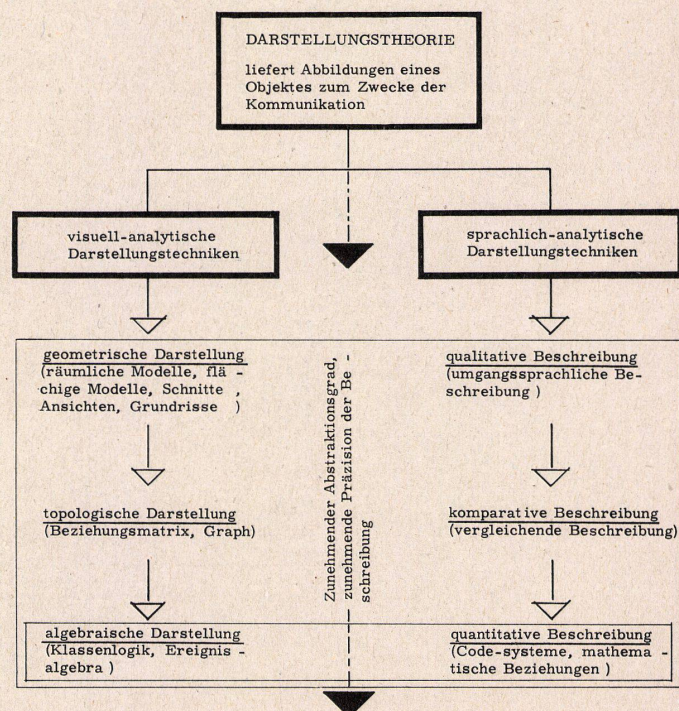 DARSTELLUNGSTHEORIE
liefert Abbildungen eines
Objektes zum Zwecke der
Kommunikation
visuell-analytische
Darstellungstechniken
sprachlich-analytische
Darstellungstechniken
geometrische Darstellung
(räumliche Modelle, flä -
chige Modelle, Schnitte ,
Ansichten, Grundrisse )
topologische Darstellung
(Beziehungsmatrix, Graph)
algebraische Darstellung
(Klassenlogik, Ereignis -
algebra )
Zunehmender Abstraktionsgrad,
zunehmende Präzision der Be -
schreibung
qualitative Beschreibung
(umgangssprachliche Be-
schreibung )
komparative Beschreibung
(vergleichende Beschreibung)
quantitative Beschreibung
(Code-systeme, mathema -
tische Beziehungen )